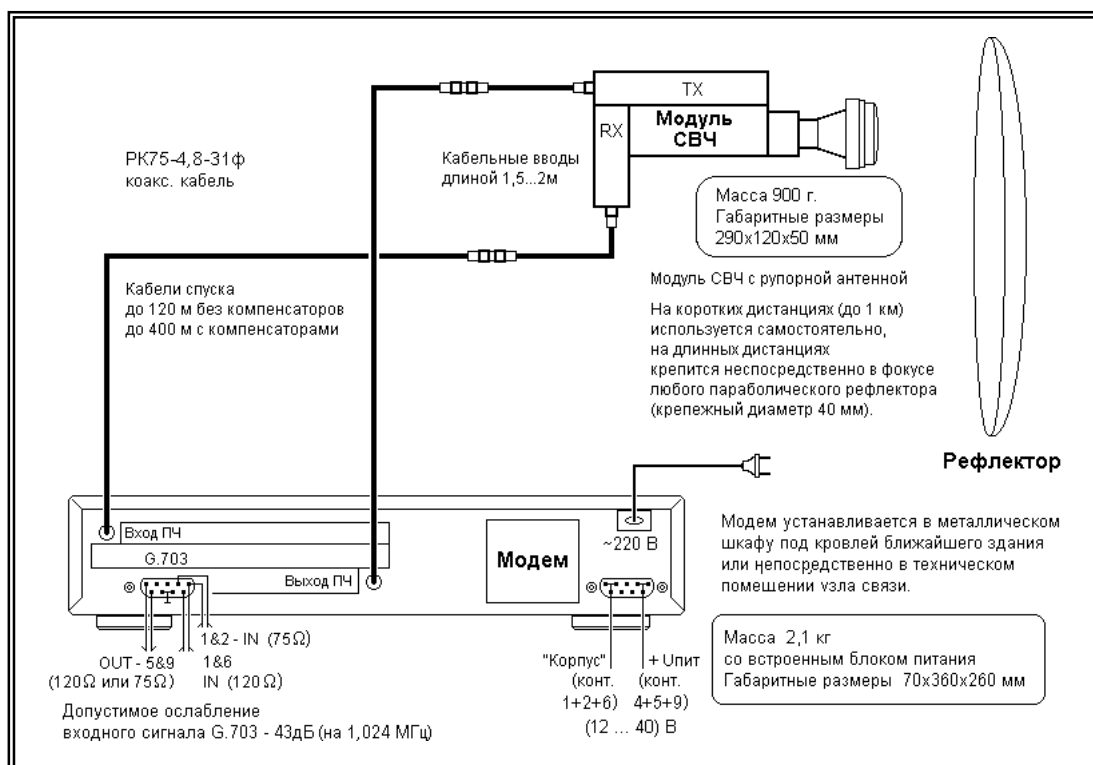 TX
RX
Модуль
СВЧ
РК75-4,8-31ф
коакс. кабель
Кабельные вводы
длиной 1,5...2м
Масса 900 г.
Габаритные размеры
290x120x50 мм
Кабели спуска
до 120 м без компенсаторов
до 400 м с компенсаторами
Модуль СВЧ с рупорной антенной
На коротких дистанциях (до 1 км)
используется самостоятельно,
на длинных дистанциях
крепится неспосредственно в фокусе
любого параболического рефлектора
(крепежный диаметр 40 мм).
Рефлектор
Вход ПЧ
G.703
Выход ПЧ
Модем
~220 В
Модем устанавливается в металлическом
шкафу под кровлей ближайшего здания
или непосредственно в техническом
помещении узла связи.
1&2 - IN (75Ω)
OUT - 5&9
(120Ω или 75Ω)
1&6
IN (120Ω)
"Корпус"
(конт.
1+2+6)
+ Uпит
(конт.
4+5+9)
(12 ... 40) В
Масса 2,1 кг
со встроенным блоком питания
Габаритные размеры 70x360x260 мм
Допустимое ослабление
входного сигнала G.703 - 43дБ (на 1,024 МГц)